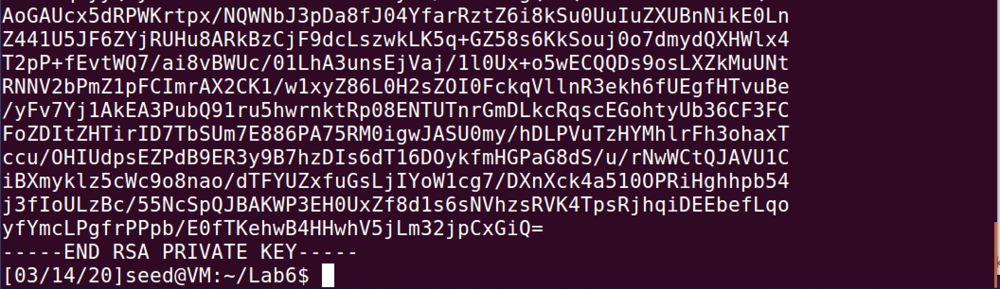 AoGAUcx5dRPWKrtpx/NQWNbJ3pDa8fJ04YfarRztZ6i8kSu0UuIuZXUBnNikE0Ln
Z441U5JF6ZYjRUHu8ARkBzCjF9dcLszwkLK5q+GZ58s6KkSouj0o7dmydQXHWlx4
T2pP+fEvtWQ7/ai8vBWUc/01LhA3unsEjVaj/1l0Ux+o5wECQQDs9osLXZkMuUNt
RNNV2bPmZ1pFCImrAX2CK1/w1xyZ86L0H2sZOI0FckqVllnR3ekh6fUEgfHTvuBe
/yFv7Yj1AkEA3PubQ91ru5hwrnktRp08ENTUTnrGmDLkcRqscEGohtyUb36CF3FC
FoZDItZHTirID7TbSUm7E886PA75RM0igwJASU0my/hDLPVuTzHYMhlrFh3ohaxT
ccu/OHIUdpsEZPdB9ER3y9B7hzDIs6dT16DOykfmHGPaG8dS/u/rNwWCtQJAVU1C
iBXmyklz5cWc9o8nao/dTFYUZxfuGsLjIYoW1cg7/DXnXck4a510OPRiHghhpb54
j3fIoULzBc/55NcSpQJBAKWP3EH0UxZf8d1s6sNVhzsRVK4TpsRjhqiDEEbefLqo
yfYmcLPgfrPPpb/E0fTKehwB4HHwhV5jLm32jpCxGiQ=
-----END RSA PRIVATE KEY-----
[03/14/20]seed@VM:~/Lab6$